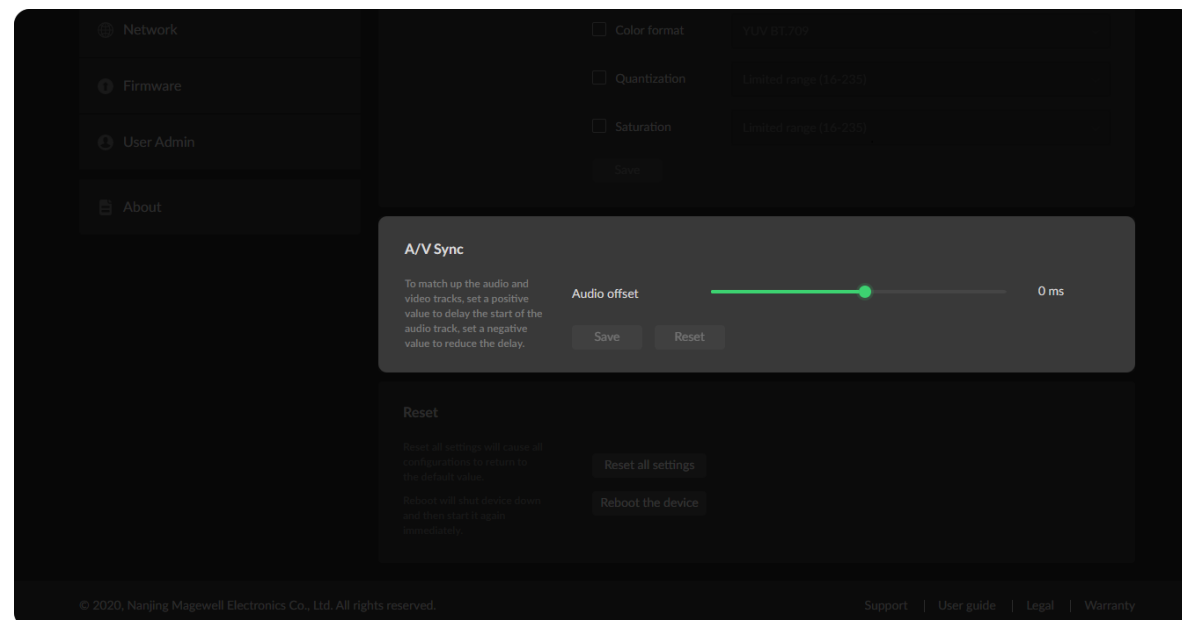 Network
Firmware
User Admin
About
Color format YUV BT.709
Quantization Limited range (16-235)
Saturation Limited range (16-235)
Save
A/V Sync
To match up the audio and
video tracks, set a positive
value to delay the start of the
audio track, set a negative
value to reduce the delay.
Audio offset 0 ms
Save Reset
Reset
Reset all settings will cause all
configurations to return to
the default value.
Reboot will shut device down
and then start it again
immediately.
Reset all settings
Reboot the device
© 2020, Nanjing Magewell Electronics Co., Ltd. All rights reserved.
Support | User guide | Legal | Warranty